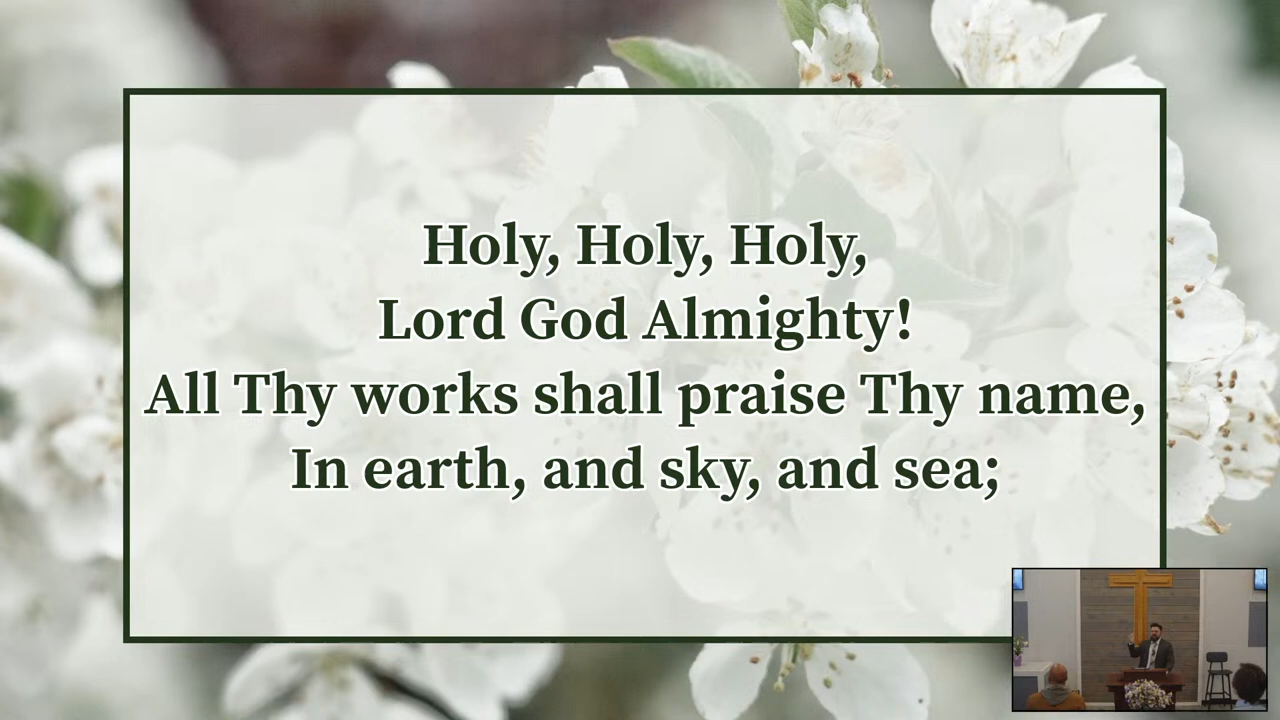 Holy, Holy, Holy,
Lord God Almighty!
All Thy works shall praise Thy name,
In earth, and sky, and sea;